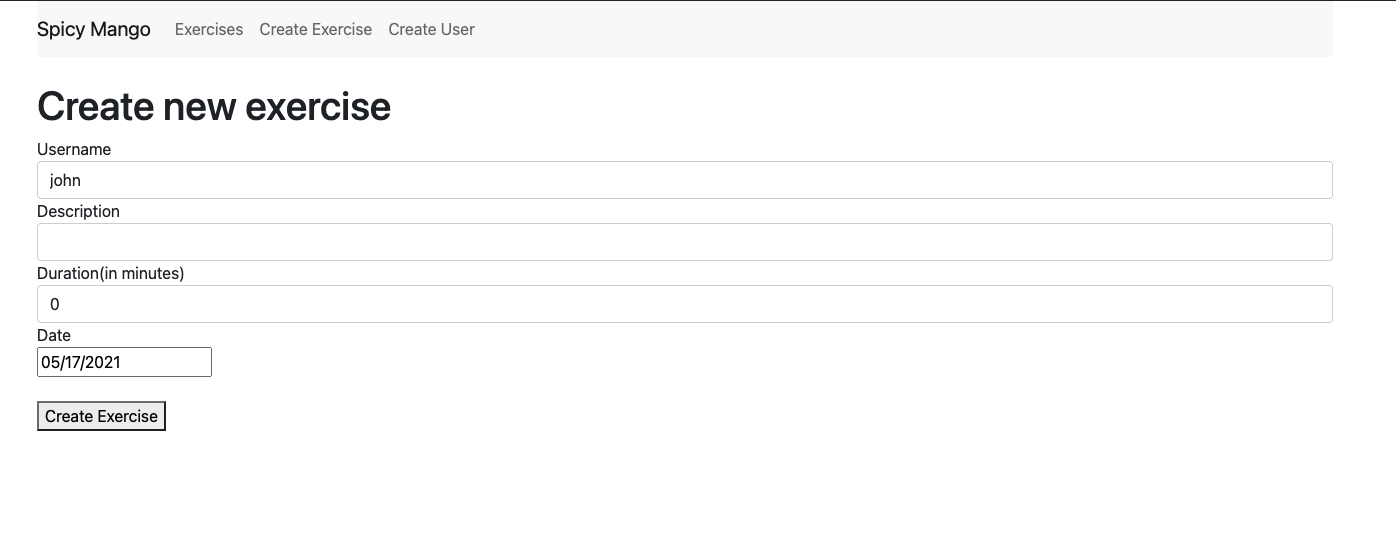 Spicy Mango Exercises Create Exercise Create User
Create new exercise
Username
john
Description
Duration(in minutes)
0
Date
05/17/2021
Create Exercise